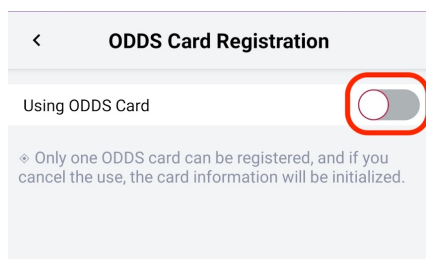 ODDS Card Registration
Using ODDS Card
◈ Only one ODDS card can be registered, and if you
cancel the use, the card information will be initialized.